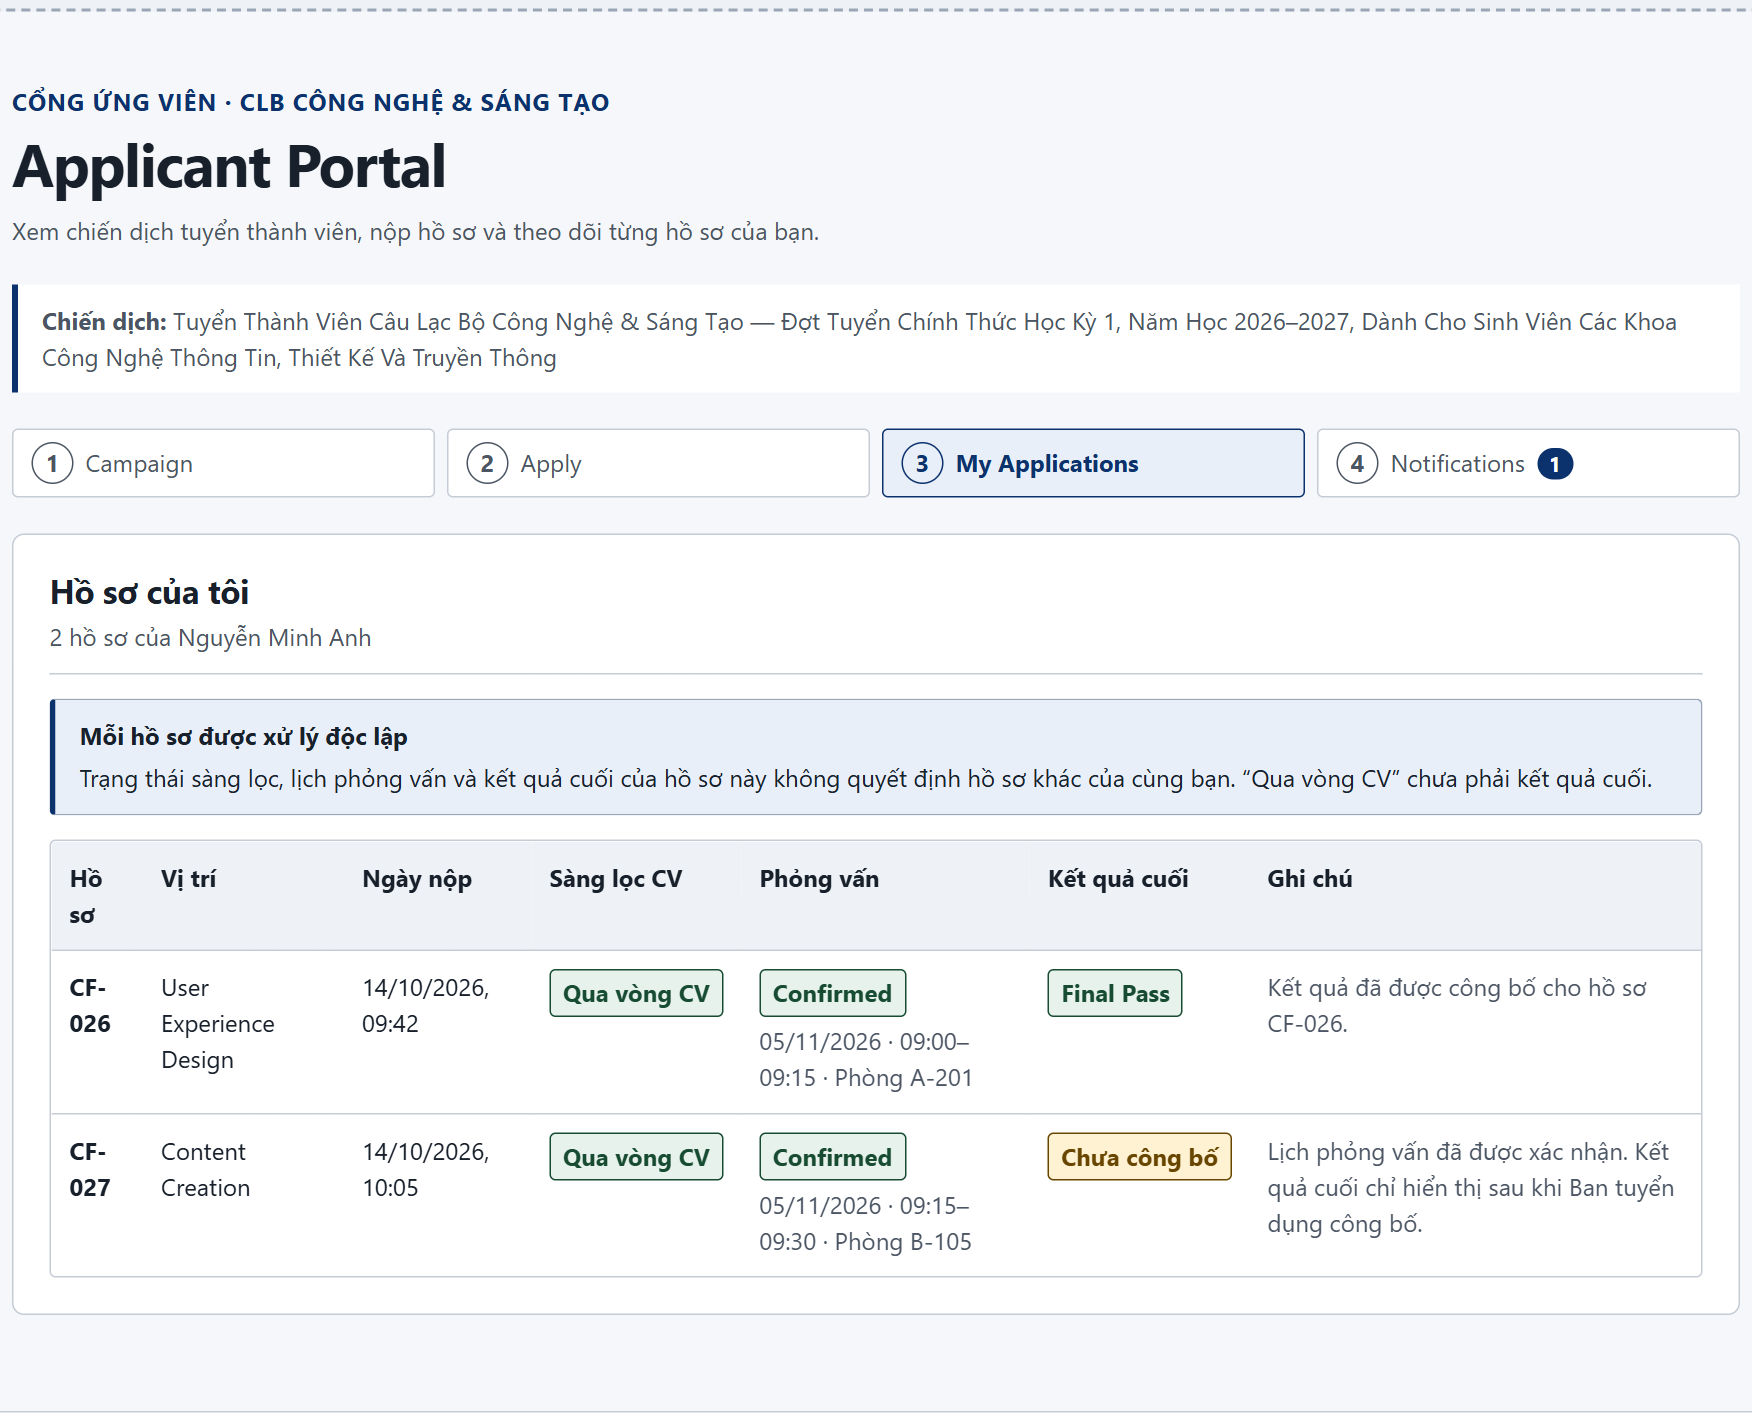 CỔNG ỨNG VIÊN · CLB CÔNG NGHỆ & SÁNG TẠO
Applicant Portal
Xem chiến dịch tuyển thành viên, nộp hồ sơ và theo dõi từng hồ sơ của bạn.
Chiến dịch: Tuyển Thành Viên Câu Lạc Bộ Công Nghệ & Sáng Tạo — Đợt Tuyển Chính Thức Học Kỳ 1, Năm Học 2026–2027, Dành Cho Sinh Viên Các Khoa
Công Nghệ Thông Tin, Thiết Kế Và Truyền Thông
1 Campaign
2 Apply
3 My Applications
4 Notifications 1
Hồ sơ của tôi
2 hồ sơ của Nguyễn Minh Anh
Mỗi hồ sơ được xử lý độc lập
Trạng thái sàng lọc, lịch phỏng vấn và kết quả cuối của hồ sơ này không quyết định hồ sơ khác của cùng bạn. “Qua vòng CV” chưa phải kết quả cuối.
Hồ
sơ
Vị trí
Ngày nộp
Sàng lọc CV
Phỏng vấn
Kết quả cuối
Ghi chú
CF-
026
User
Experience
Design
14/10/2026,
09:42
Qua vòng CV
Confirmed
05/11/2026 · 09:00–
09:15 · Phòng A-201
Final Pass
Kết quả đã được công bố cho hồ sơ
CF-026.
CF-
027
Content
Creation
14/10/2026,
10:05
Qua vòng CV
Confirmed
05/11/2026 · 09:15–
09:30 · Phòng B-105
Chưa công bố
Lịch phỏng vấn đã được xác nhận. Kết
quả cuối chỉ hiển thị sau khi Ban tuyển
dụng công bố.